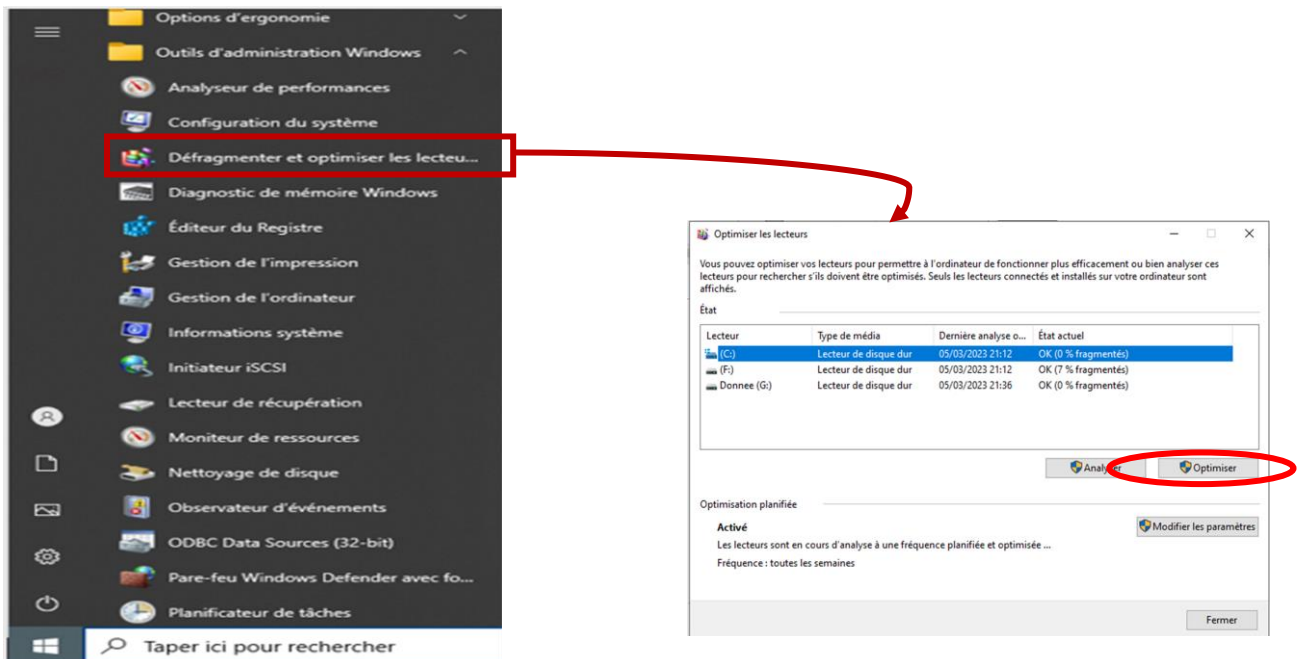 Options d'ergonomie
Outils d'administration Windows
Analyseur de performances
Configuration du système
Défragmenter et optimiser les lecteu...
Diagnostic de mémoire Windows
Éditeur du Registre
Gestion de l'impression
Gestion de l'ordinateur
Informations système
Initiateur iSCSI
Lecteur de récupération
Moniteur de ressources
Nettoyage de disque
Observateur d'événements
ODBC Data Sources (32-bit)
Pare-feu Windows Defender avec fo...
Planificateur de tâches
Taper ici pour rechercher
Optimiser les lecteurs
Vous pouvez optimiser vos lecteurs pour permettre à l'ordinateur de fonctionner plus efficacement ou bien analyser ces
lecteurs pour rechercher s'ils doivent être optimisés. Seuls les lecteurs connectés et installés sur votre ordinateur sont
affichés.
État
Lecteur Type de média Dernière analyse o... État actuel
(C:) Lecteur de disque dur 05/03/2023 21:12 OK (0 % fragmentés)
(F:) Lecteur de disque dur 05/03/2023 21:12 OK (7 % fragmentés)
Donnee (G:) Lecteur de disque dur 05/03/2023 21:36 OK (0 % fragmentés)
Analyser Optimiser
Optimisation planifiée
Activé Modifier les paramètres
Les lecteurs sont en cours d'analyse à une fréquence planifiée et optimisée ...
Fréquence : toutes les semaines
Fermer